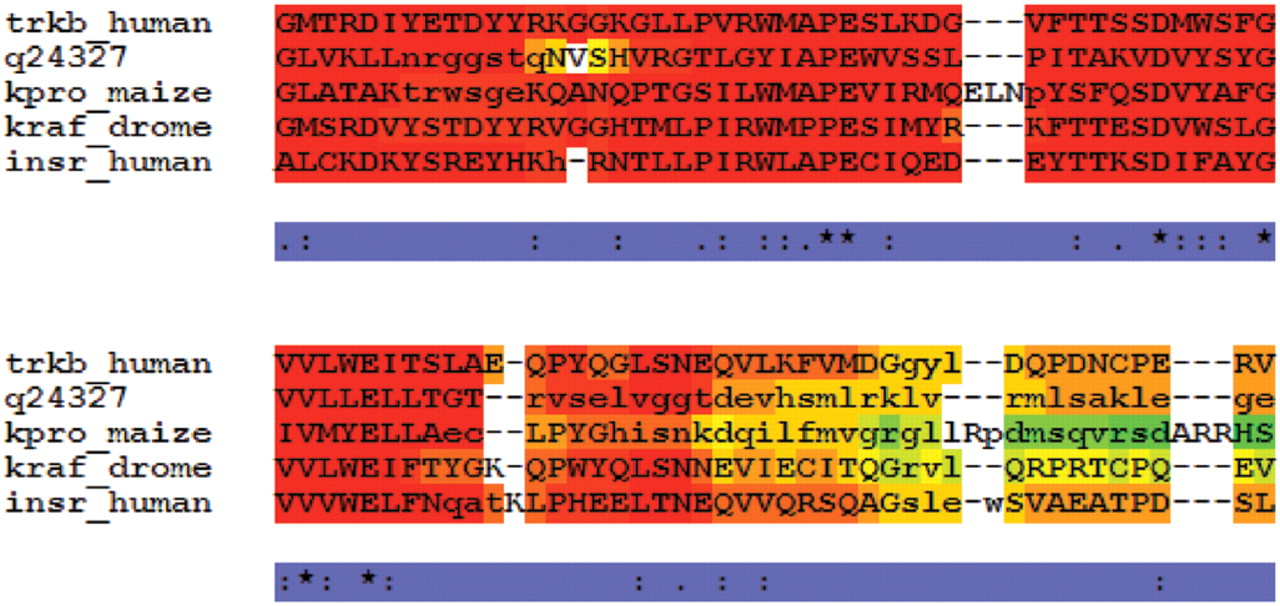 trkb_human GMTRDIYETDYYRKGGKGLLPVRWMAPESLKDG---VFTTSSDMWSFG
q24327 GLVKLLnrggstqNVSHVRGTLGYIAPEWVSSL---PITAKVDVYSYG
kpro_maize GLATAKtrwsgeKQANQPTGSILWMAPEVIRMQELNpYSFQSDVYAFG
kraf_drome GMSRDVYSTDYYRVGGHTMLPIRWMPPESIMYR---KFTTESDVWSLG
insr_human ALCKDKYSREYHKh-RNTLLPIRWLAPECIQED---EYTTKSDIFAYG
.: : : .: ::.** : : . *::: *
trkb_human VVLWEITSLAE-QPYQGLSNEQVLKFVMDGgyl--DQPDNCPE---RV
q24327 VVLLELLTGT--rvselvggtdevhsmlrklv---rmlsakle---ge
kpro_maize IVMYELLAec--LPYGhisnkdqilfmvgrgllRpdmsqvrsdARRHS
kraf_drome VVLWEIFTYGK-QPWYQLSNNEVIECITQGrvl--QRPRTCPQ---EV
insr_human VVVWELFNqatKLPHEELTNEQVVQRSQAGsle-wSVAEATPD---SL
:*: *: : . : : :